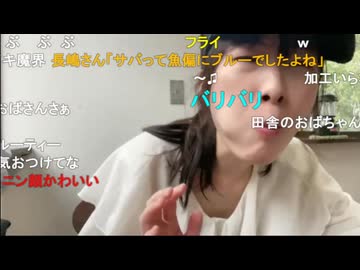 ぷ ぷ ぷ
フライ
w
キ魔界
長嶋さん「サバって魚偏にブルーでしたよね」
〜♫
加工いら
バリバリ
おばさんさぁ
田舎のおばちゃん
ルーティー
気おつけてな
ニン顔かわいい